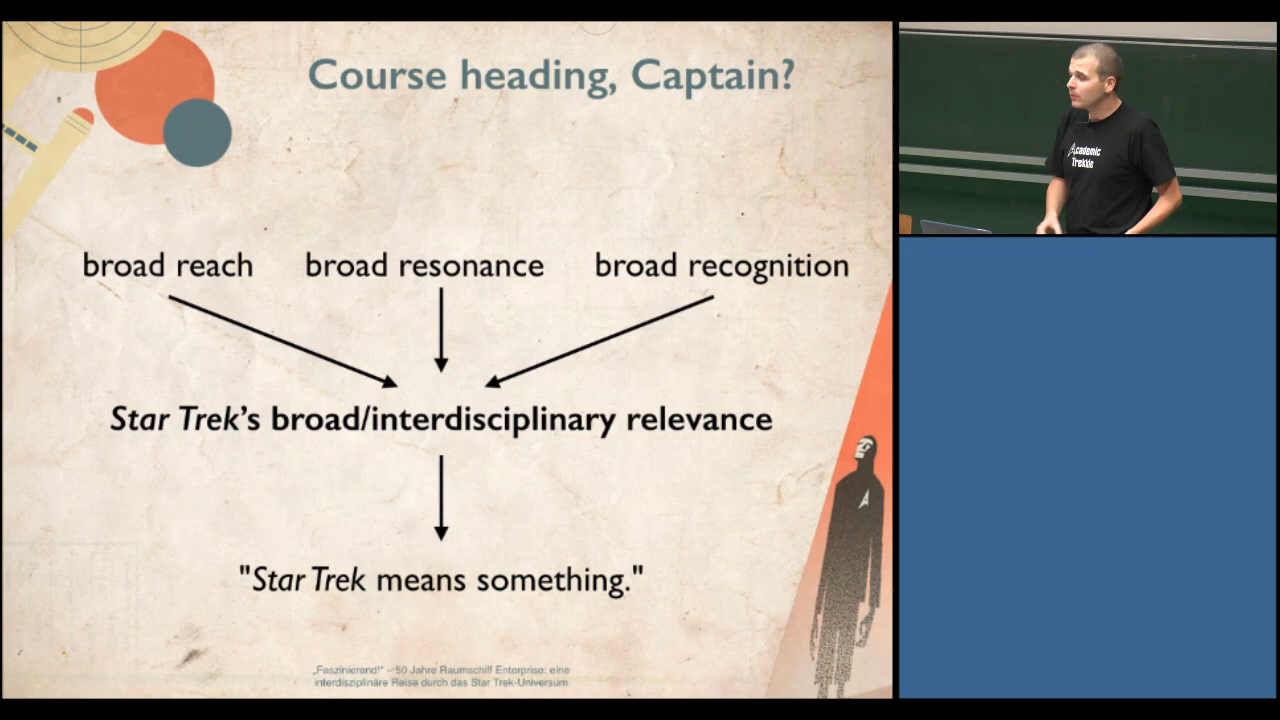 Course heading, Captain?
broad reach broad resonance broad recognition
Star Trek's broad/interdisciplinary relevance
"Star Trek means something."
„Faszinierend!" – 50 Jahre Raumschiff Enterprise: eine
interdisziplinäre Reise durch das Star Trek-Universum
Academic
Trekkie